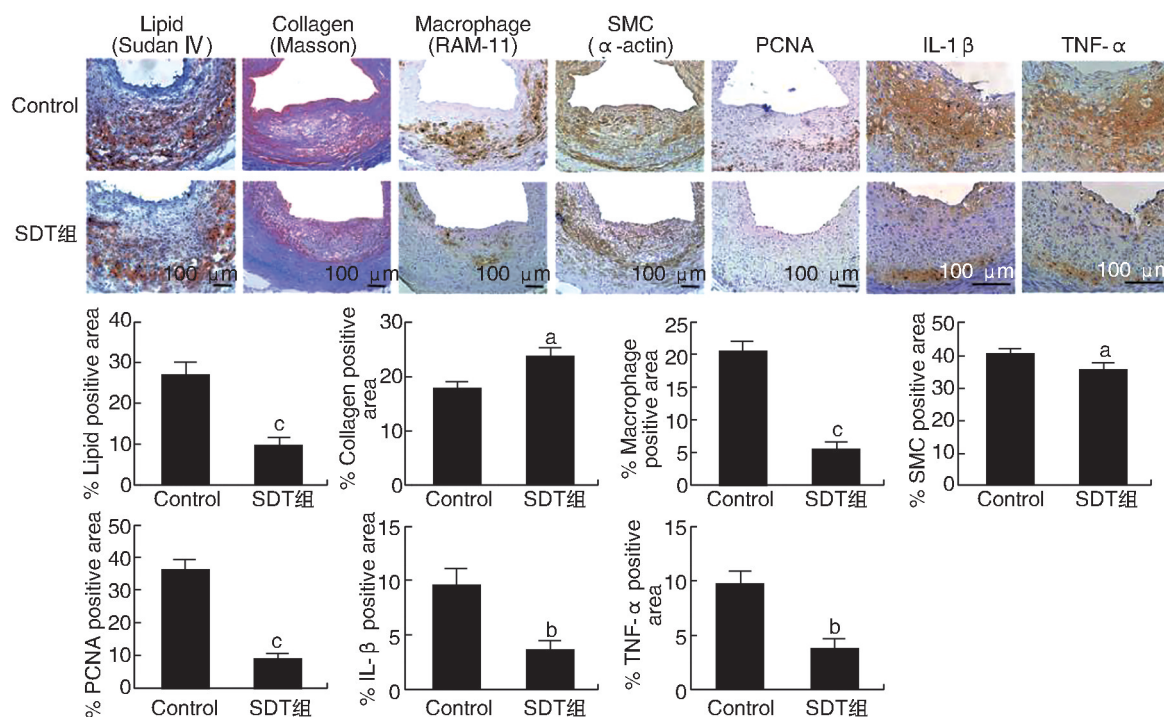 Lipid
(Sudan Ⅳ)
Collagen
(Masson)
Macrophage
(RAM-11)
SMC
(α-actin)
PCNA
IL-1β
TNF-α
Control
SDT组
100 μm
100 μm
100 μm
100 μm
100 μm
100 μm
100 μm
% Lipid positive area
40
30
20
10
0
c
Control
SDT组
% Collagen positive
area
30
20
10
0
a
Control
SDT组
% Macrophage
positive area
25
20
15
10
5
0
c
Control
SDT组
% SMC positive area
50
40
30
20
10
0
a
Control
SDT组
% PCNA positive area
50
40
30
20
10
0
c
Control
SDT组
% IL-β positive area
15
10
5
0
b
Control
SDT组
% TNF-α positive
area
15
10
5
0
b
Control
SDT组